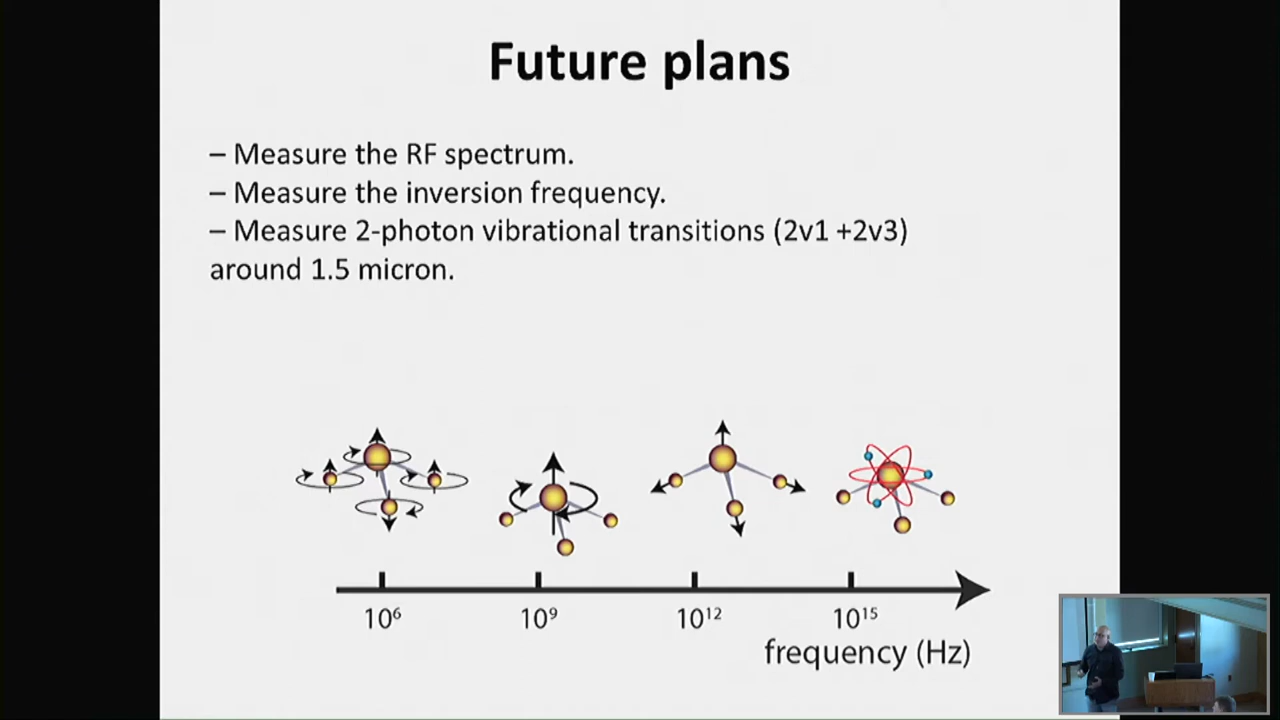 Future plans
– Measure the RF spectrum.
– Measure the inversion frequency.
– Measure 2-photon vibrational transitions (2v1 +2v3)
around 1.5 micron.
10⁶ 10⁹ 10¹² 10¹⁵
frequency (Hz)